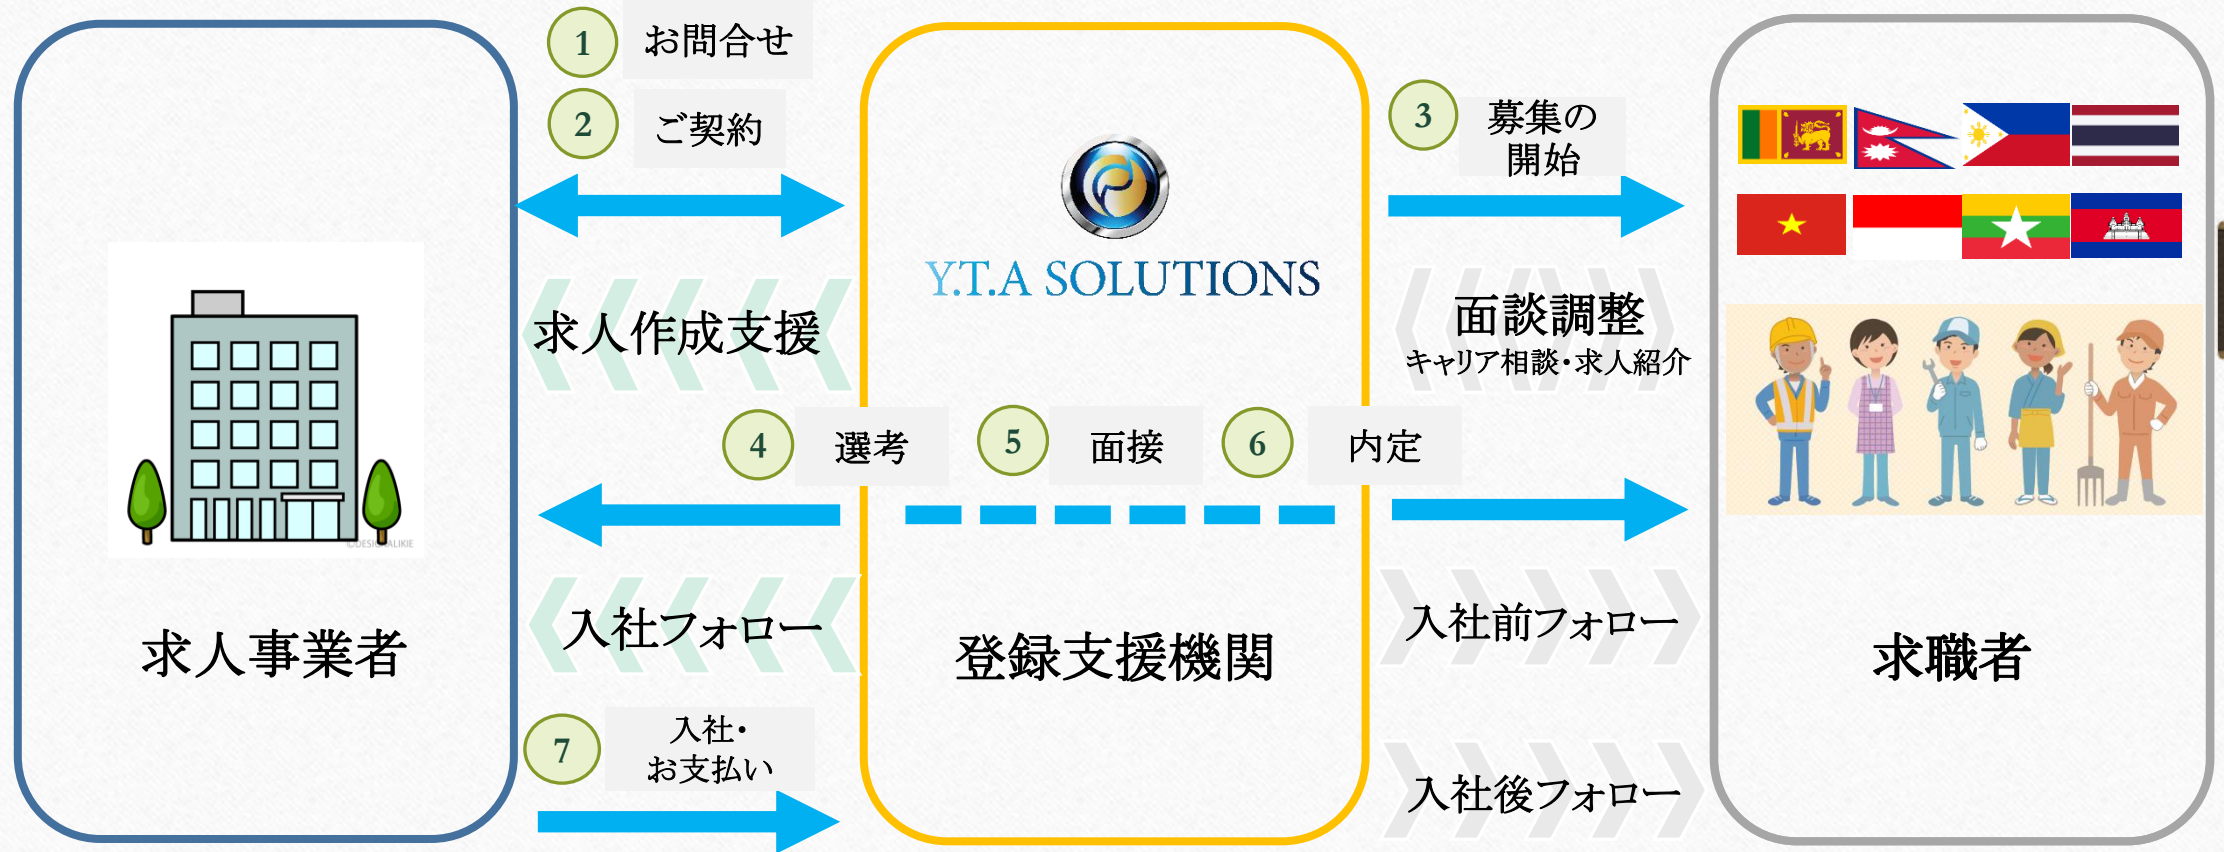 1
お問合せ
2
ご契約
3
募集の
開始
Y.T.A SOLUTIONS
求人作成支援
面談調整
キャリア相談・求人紹介
4
選考
5
面接
6
内定
求人事業者
入社フォロー
登録支援機関
入社前フォロー
求職者
7
入社・
お支払い
入社後フォロー